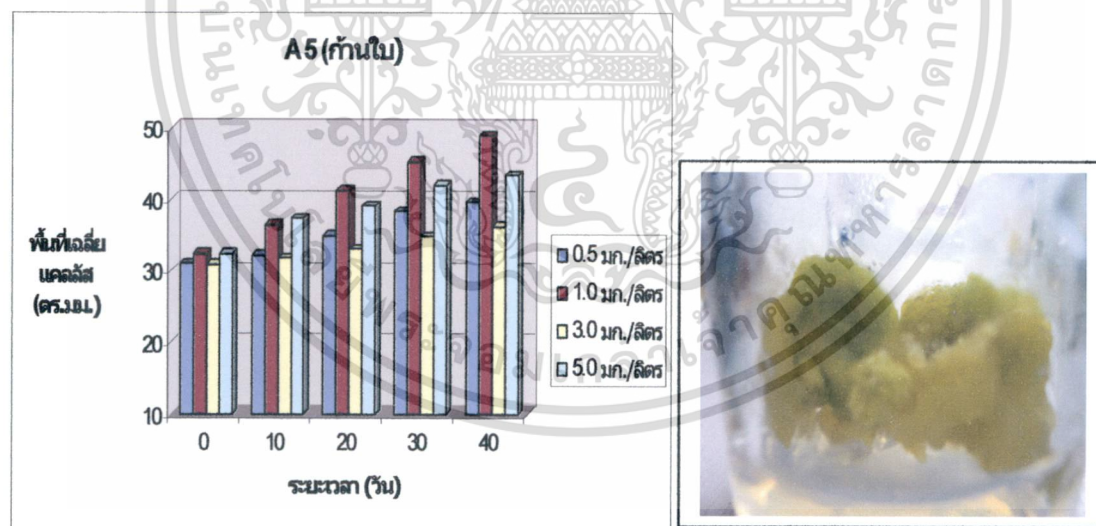 A5 (ก้านใบ)
50
40
30
20
10
พื้นที่เฉลี่ย
แคลลัส
(ตร.มม.)
0 10 20 30 40
ระยะเวลา (วัน)
0.5 มก./ลิตร
1.0 มก./ลิตร
3.0 มก./ลิตร
5.0 มก./ลิตร